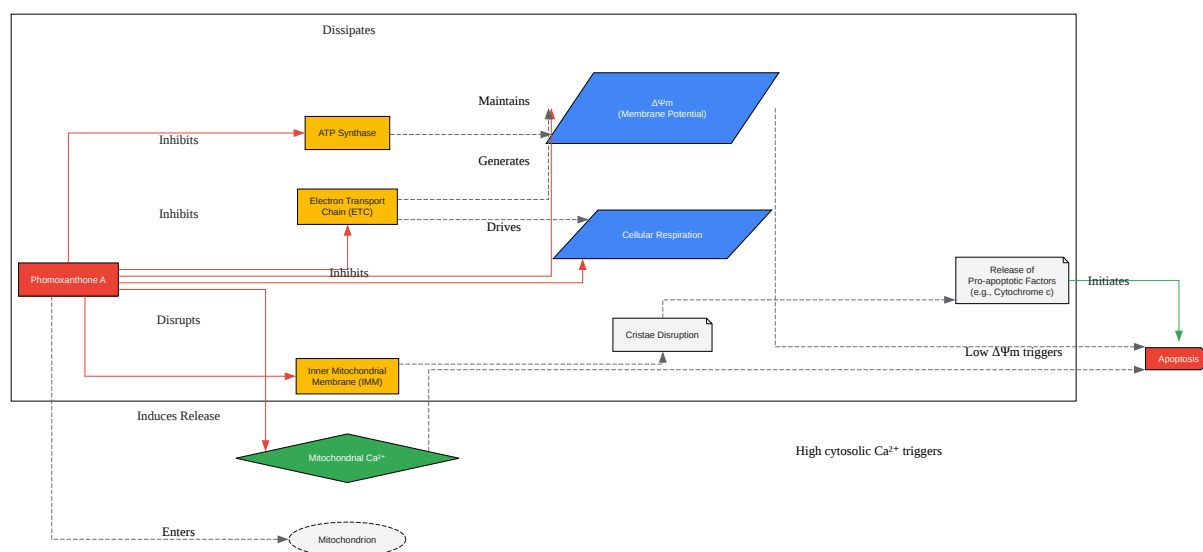 Dissipates
Maintains
ΔΨm
(Membrane Potential)
ATP Synthase
Inhibits
Generates
Electron Transport
Chain (ETC)
Inhibits
Drives
Cellular Respiration
Phomoxanthone A
Inhibits
Release of
Pro-apoptotic Factors
(e.g., Cytochrome c)
Initiates
Disrupts
Cristae Disruption
Low ΔΨm triggers
Apoptosis
Inner Mitochondrial
Membrane (IMM)
Induces Release
Mitochondrial Ca²⁺
High cytosolic Ca²⁺ triggers
Enters
Mitochondrion